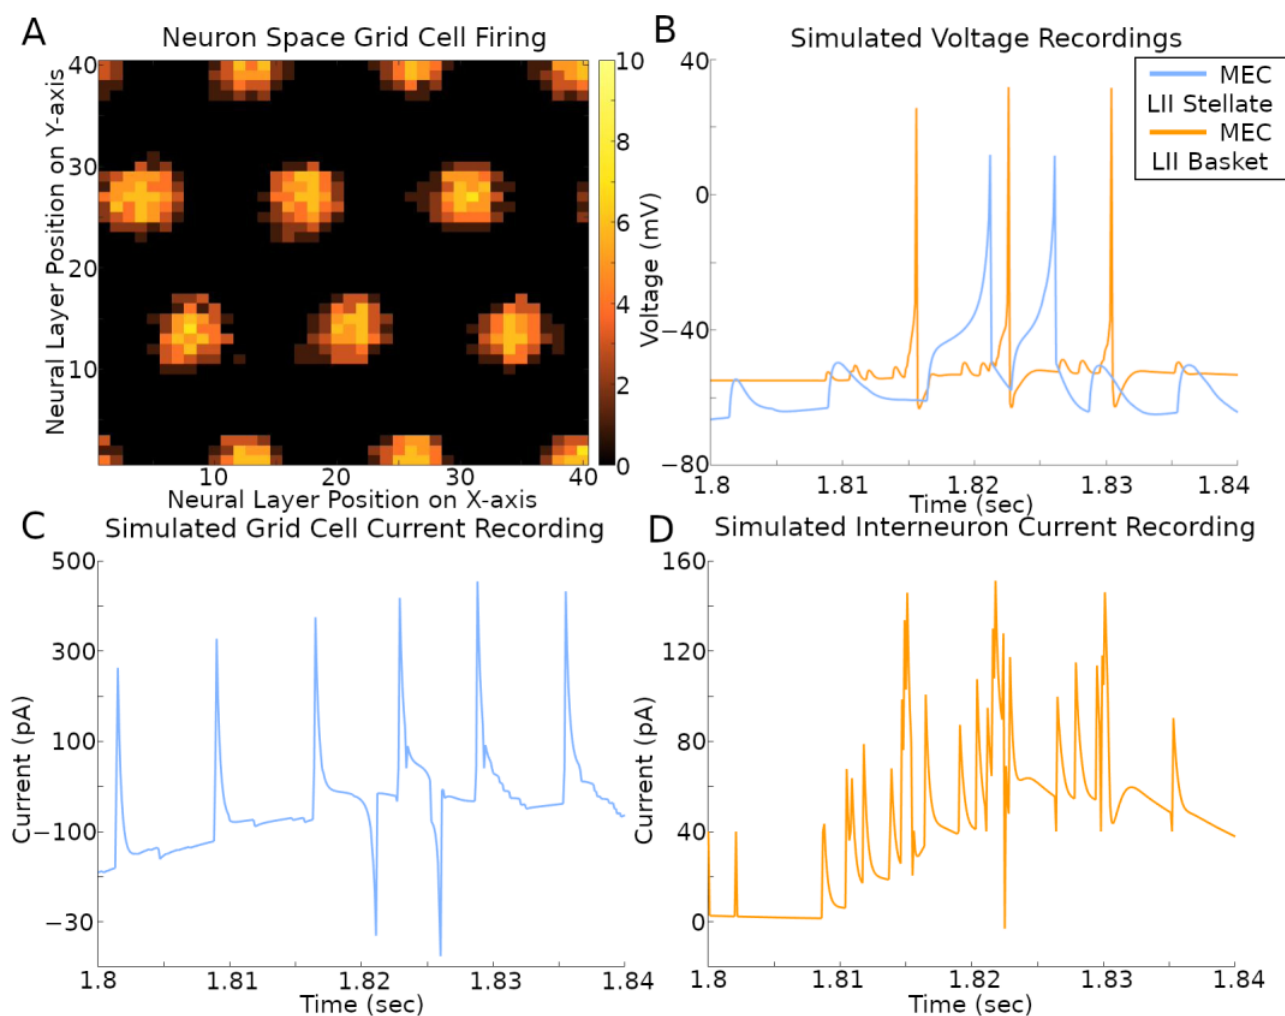 A
Neuron Space Grid Cell Firing
Neural Layer Position on Y-axis
40
30
20
10
10
20
30
40
Neural Layer Position on X-axis
10
8
6
4
2
0
Voltage (mV)
B
Simulated Voltage Recordings
40
0
−40
−80
1.8
1.81
1.82
1.83
1.84
Time (sec)
MEC
LII Stellate
MEC
LII Basket
C
Simulated Grid Cell Current Recording
Current (pA)
500
300
100
−100
−30
1.8
1.81
1.82
1.83
1.84
Time (sec)
D
Simulated Interneuron Current Recording
Current (pA)
160
120
80
40
0
1.8
1.81
1.82
1.83
1.84
Time (sec)